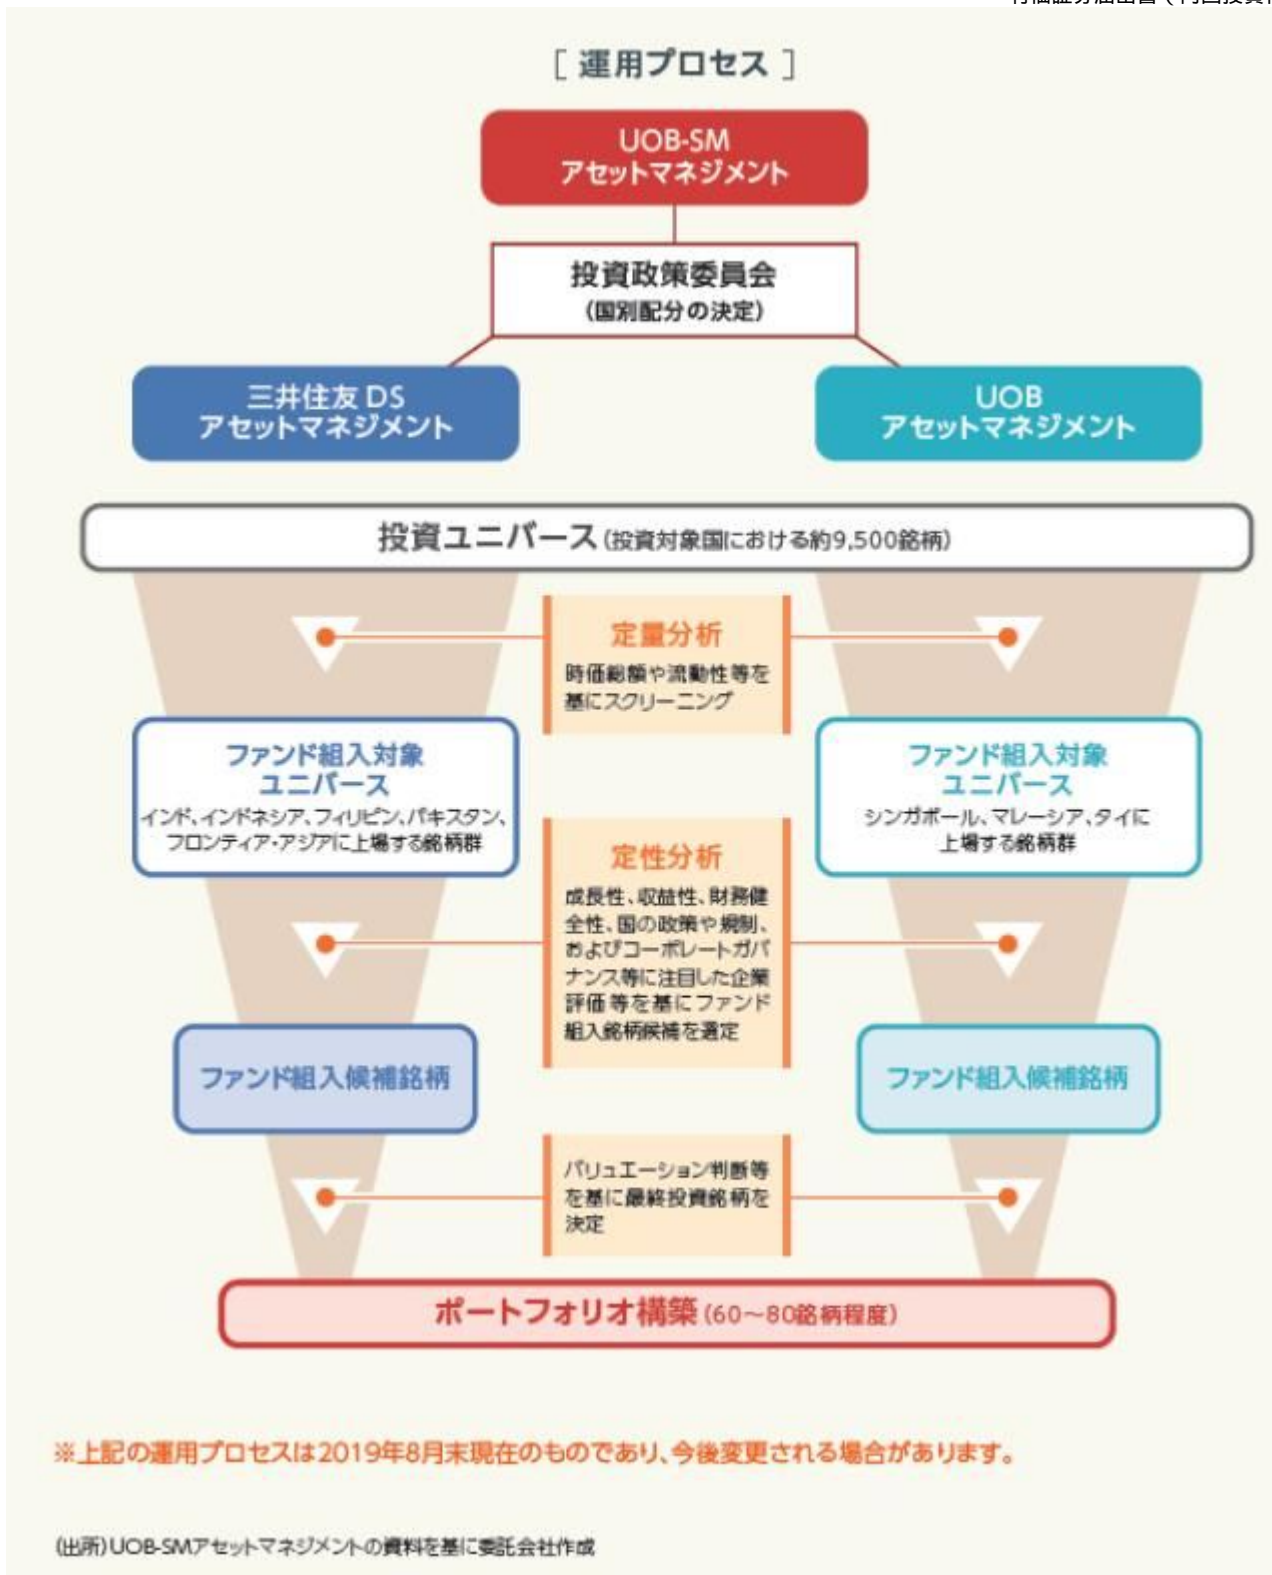 [ 運用プロセス ]
UOB-SM
アセットマネジメント
投資政策委員会
(国別配分の決定)
三井住友 DS
アセットマネジメント
UOB
アセットマネジメント
投資ユニバース(投資対象国における約9,500銘柄)
定量分析
時価総額や流動性等を
基にスクリーニング
ファンド組入対象
ユニバース
インド、インドネシア、フィリピン、パキスタン、
フロンティア・アジアに上場する銘柄群
ファンド組入対象
ユニバース
シンガポール、マレーシア、タイに
上場する銘柄群
定性分析
成長性、収益性、財務健
全性、国の政策や規制、
およびコーポレートガバ
ナンス等に注目した企業
評価等を基にファンド
組入銘柄候補を選定
ファンド組入候補銘柄
ファンド組入候補銘柄
バリュエーション判断等
を基に最終投資銘柄を
決定
ポートフォリオ構築(60〜80銘柄程度)
※上記の運用プロセスは2019年8月末現在のものであり、今後変更される場合があります。
(出所)UOB-SMアセットマネジメントの資料を基に委託会社作成